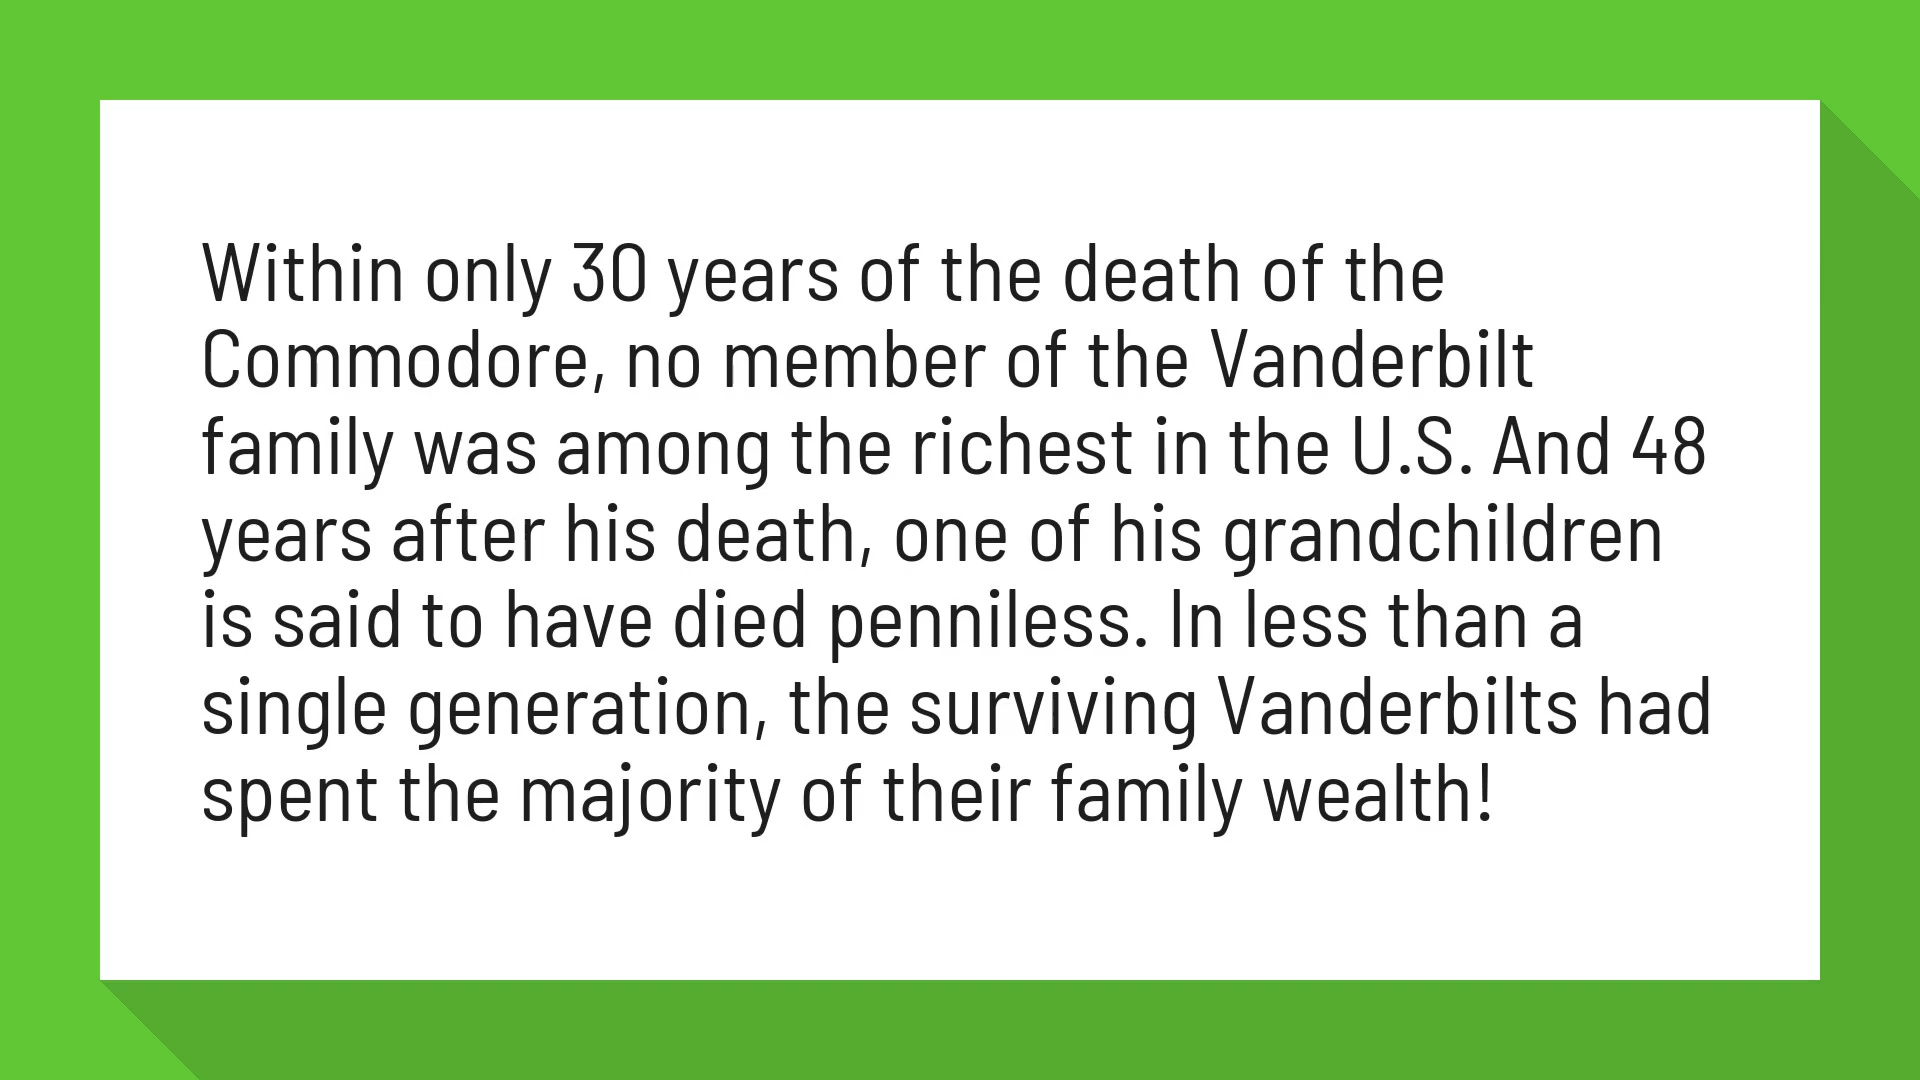 Within only 30 years of the death of the
Commodore, no member of the Vanderbilt
family was among the richest in the U.S. And 48
years after his death, one of his grandchildren
is said to have died penniless. In less than a
single generation, the surviving Vanderbilts had
spent the majority of their family wealth!